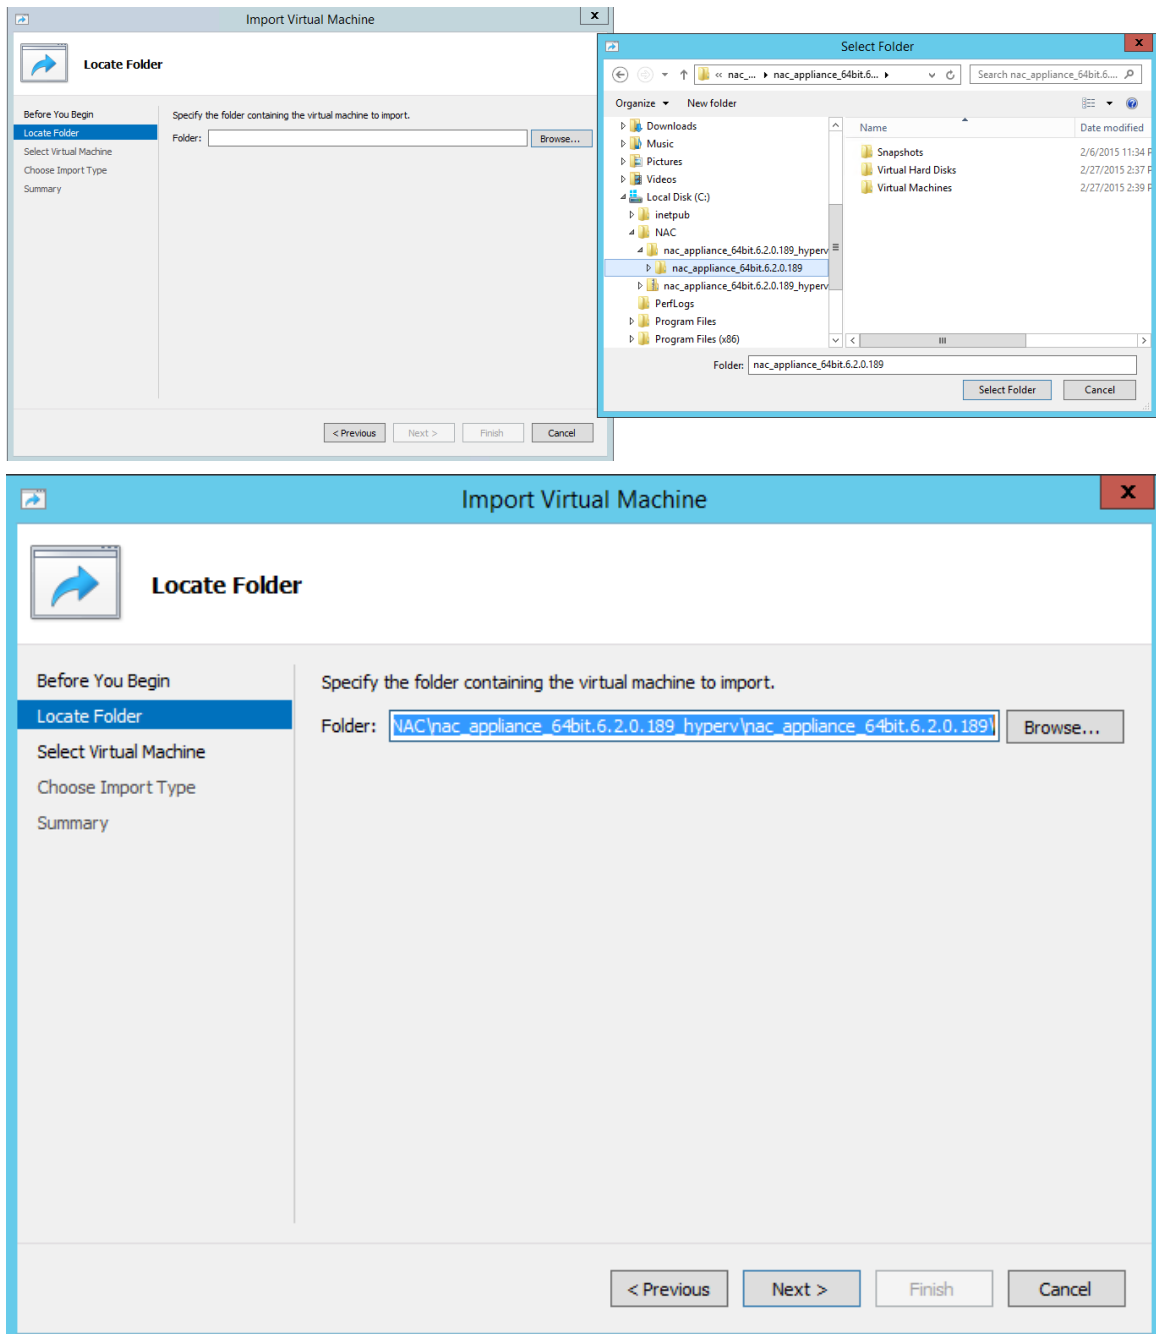 Import Virtual Machine
x
Locate Folder
Before You Begin
Locate Folder
Select Virtual Machine
Choose Import Type
Summary
Specify the folder containing the virtual machine to import.
Folder:
Browse...
< Previous
Next >
Finish
Cancel
Select Folder
x
« nac_... ▸ nac_appliance_64bit.6... ▸
Search nac_appliance_64bit.6....
Organize
New folder
Downloads
Music
Pictures
Videos
Local Disk (C:)
inetpub
NAC
nac_appliance_64bit.6.2.0.189_hyperv
nac_appliance_64bit.6.2.0.189
nac_appliance_64bit.6.2.0.189_hyperv
PerfLogs
Program Files
Program Files (x86)
Name
Date modified
Snapshots
2/6/2015 11:34 P
Virtual Hard Disks
2/27/2015 2:37 P
Virtual Machines
2/27/2015 2:39 P
Folder: nac_appliance_64bit.6.2.0.189
Select Folder
Cancel
Import Virtual Machine
x
Locate Folder
Before You Begin
Locate Folder
Select Virtual Machine
Choose Import Type
Summary
Specify the folder containing the virtual machine to import.
Folder: NAC\nac_appliance_64bit.6.2.0.189_hyperv\nac_appliance_64bit.6.2.0.189\
Browse...
< Previous
Next >
Finish
Cancel